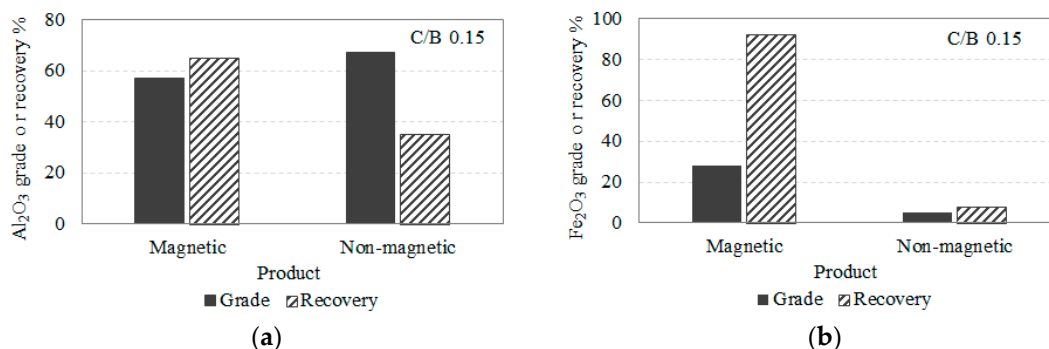 Al₂O₃ grade o r recovery %
80
60
40
20
0
C/B 0.15
Magnetic
Non-magnetic
Product
Grade
Recovery
(a)
Fe₂O₃ grade o r recovery %
100
80
60
40
20
0
C/B 0.15
Magnetic
Non-magnetic
Product
Grade
Recovery
(b)